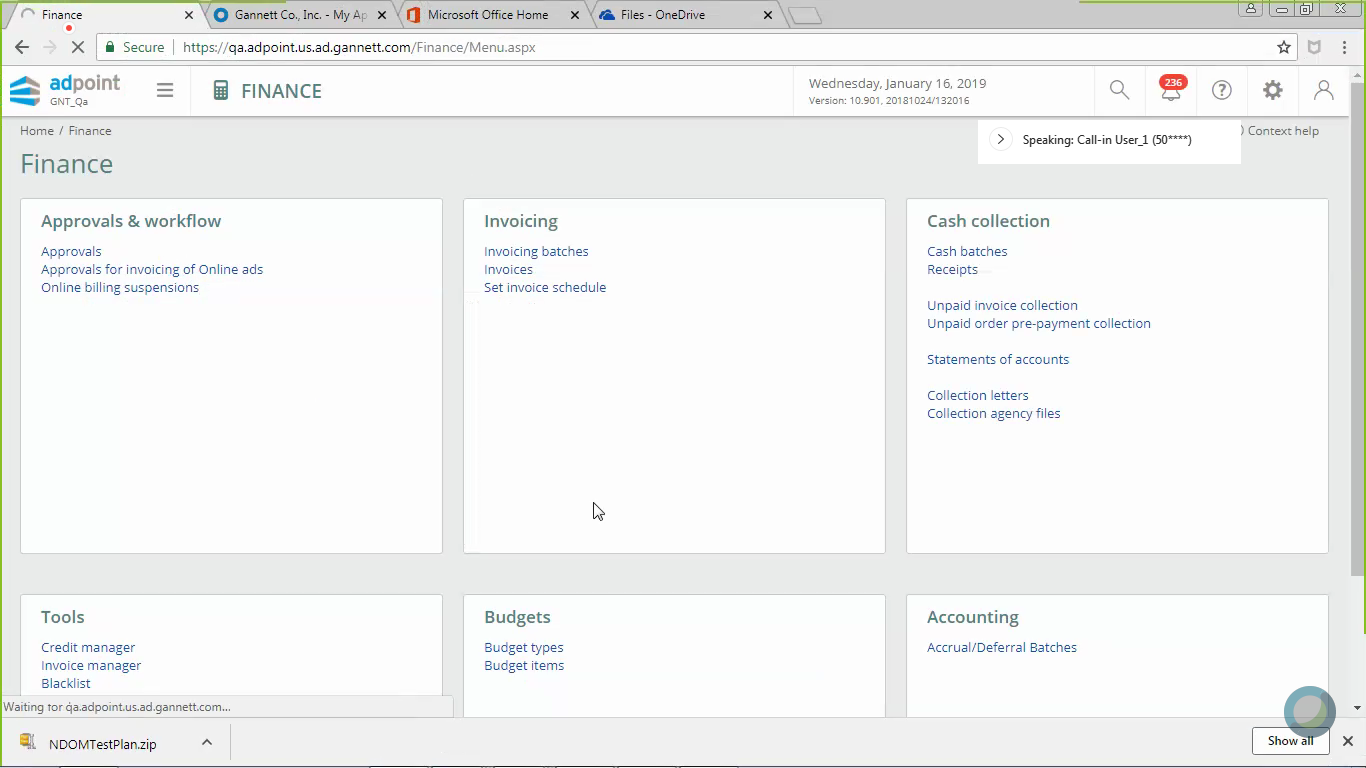 Finance
Gannett Co., Inc. - My Ap
Microsoft Office Home
Files - OneDrive
Secure
https://qa.adpoint.us.ad.gannett.com/Finance/Menu.aspx
adpoint
GNT_Qa
FINANCE
Wednesday, January 16, 2019
Version: 10.901, 20181024/132016
236
Home / Finance
Speaking: Call-in User_1 (50****)
Context help
Finance
Approvals & workflow
Approvals
Approvals for invoicing of Online ads
Online billing suspensions
Invoicing
Invoicing batches
Invoices
Set invoice schedule
Cash collection
Cash batches
Receipts
Unpaid invoice collection
Unpaid order pre-payment collection
Statements of accounts
Collection letters
Collection agency files
Tools
Credit manager
Invoice manager
Blacklist
Budgets
Budget types
Budget items
Accounting
Accrual/Deferral Batches
Waiting for qa.adpoint.us.ad.gannett.com...
NDOMTestPlan.zip
Show all